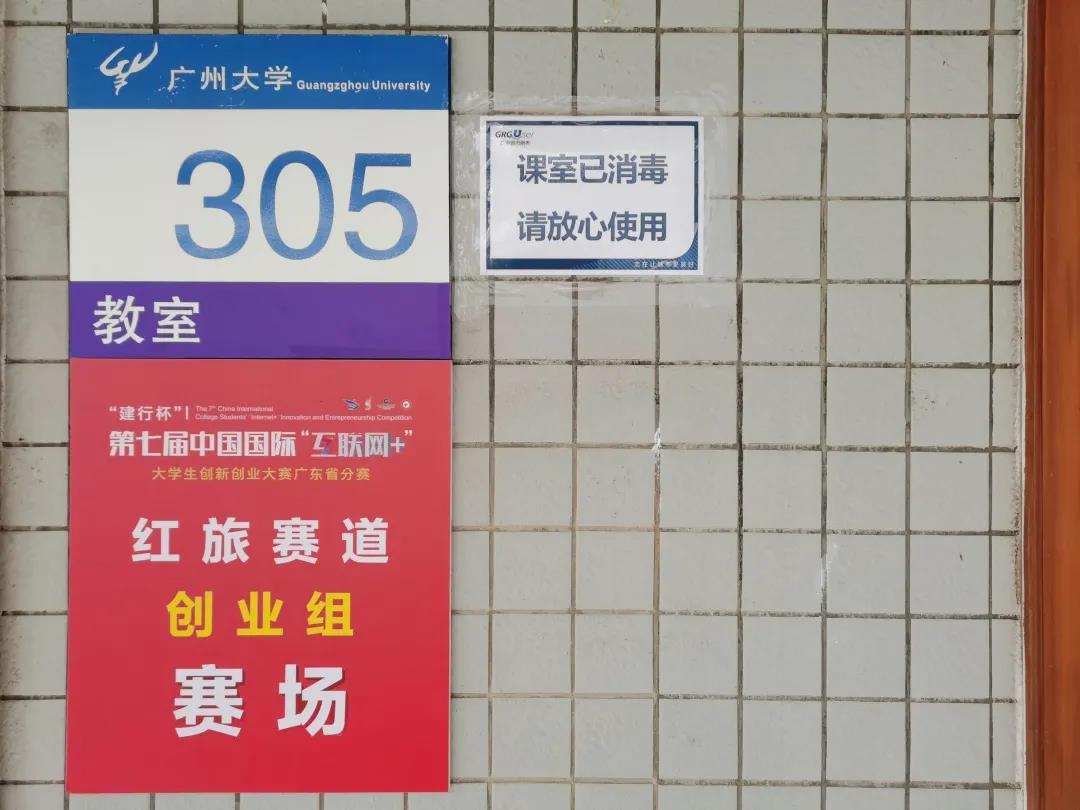 广州大学 Guangzghou University
305
教室
“建行杯” | The 7th China International
College Students' "Internet+" Innovation and Entrepreneurship Competition
第七届中国国际“互联网+”
大学生创新创业大赛广东省分赛
红旅赛道
创业组
赛场
GRG User
课室已消毒
请放心使用